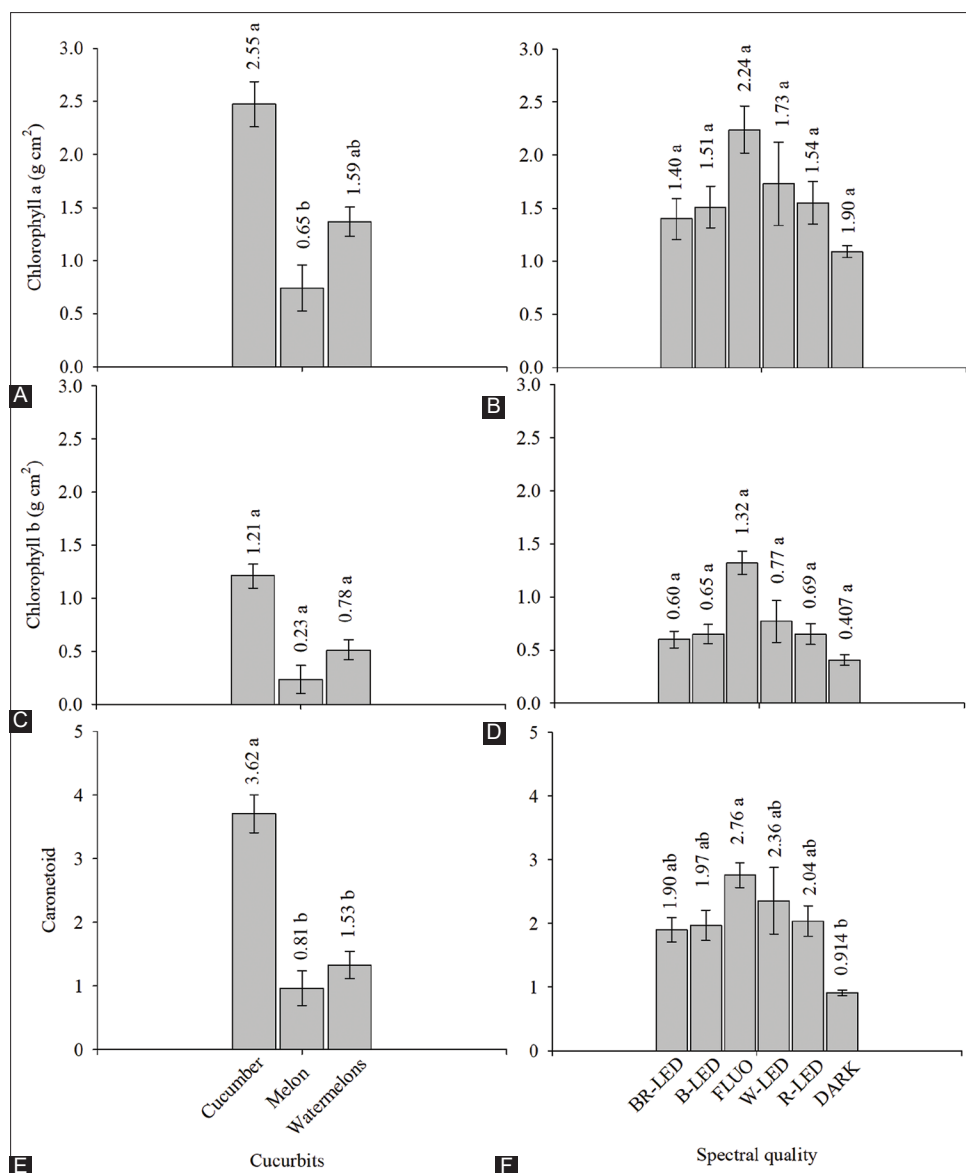 3.0
2.5
2.0
1.5
1.0
0.5
0.0
Chlorophyll a (g cm²)
2.55 a
0.65 b
1.59 ab
A
3.0
2.5
2.0
1.5
1.0
0.5
0.0
1.40 a
1.51 a
2.24 a
1.73 a
1.54 a
1.90 a
B
3.0
2.5
2.0
1.5
1.0
0.5
0.0
Chlorophyll b (g cm²)
1.21 a
0.23 a
0.78 a
C
3.0
2.5
2.0
1.5
1.0
0.5
0.0
0.60 a
0.65 a
1.32 a
0.77 a
0.69 a
0.407 a
D
5
4
3
2
1
0
Caronetoid
3.62 a
0.81 b
1.53 b
Cucumber
Melon
Watermelons
Cucurbits
E
5
4
3
2
1
0
1.90 ab
1.97 ab
2.76 a
2.36 ab
2.04 ab
0.914 b
BR-LED
B-LED
FLUO
W-LED
R-LED
DARK
Spectral quality
F